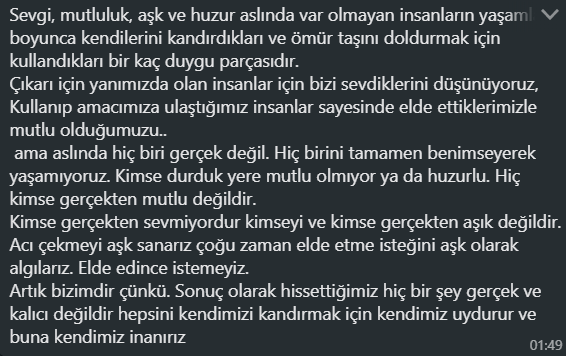 Sevgi, mutluluk, aşk ve huzur aslında var olmayan insanların
boyunca kendilerini kandırdıkları ve ömür taşını doldurmak için
kullandıkları bir kaç duygu parçasıdır.
Çıkarı için yanımızda olan insanlar için bizi sevdiklerini düşünüyoruz,
Kullanıp amacımıza ulaştığımız insanlar sayesinde elde ettiklerimizle
mutlu olduğumuzu..
ama aslında hiç biri gerçek değil. Hiç birini tamamen benimseyerek
yaşamıyoruz. Kimse durduk yere mutlu olmıyor ya da huzurlu. Hiç
kimse gerçekten mutlu değildir.
Kimse gerçekten sevmiyordur kimseyi ve kimse gerçekten aşık değildir.
Acı çekmeyi aşk sanarız çoğu zaman elde etme isteğini aşk olarak
algılarız. Elde edince istemeyiz.
Artık bizimdir çünkü. Sonuç olarak hissettiğimiz hiç bir şey gerçek ve
kalıcı değildir hepsini kendimizi kandırmak için kendimiz uydurur ve
buna kendimiz inanırız
01:49